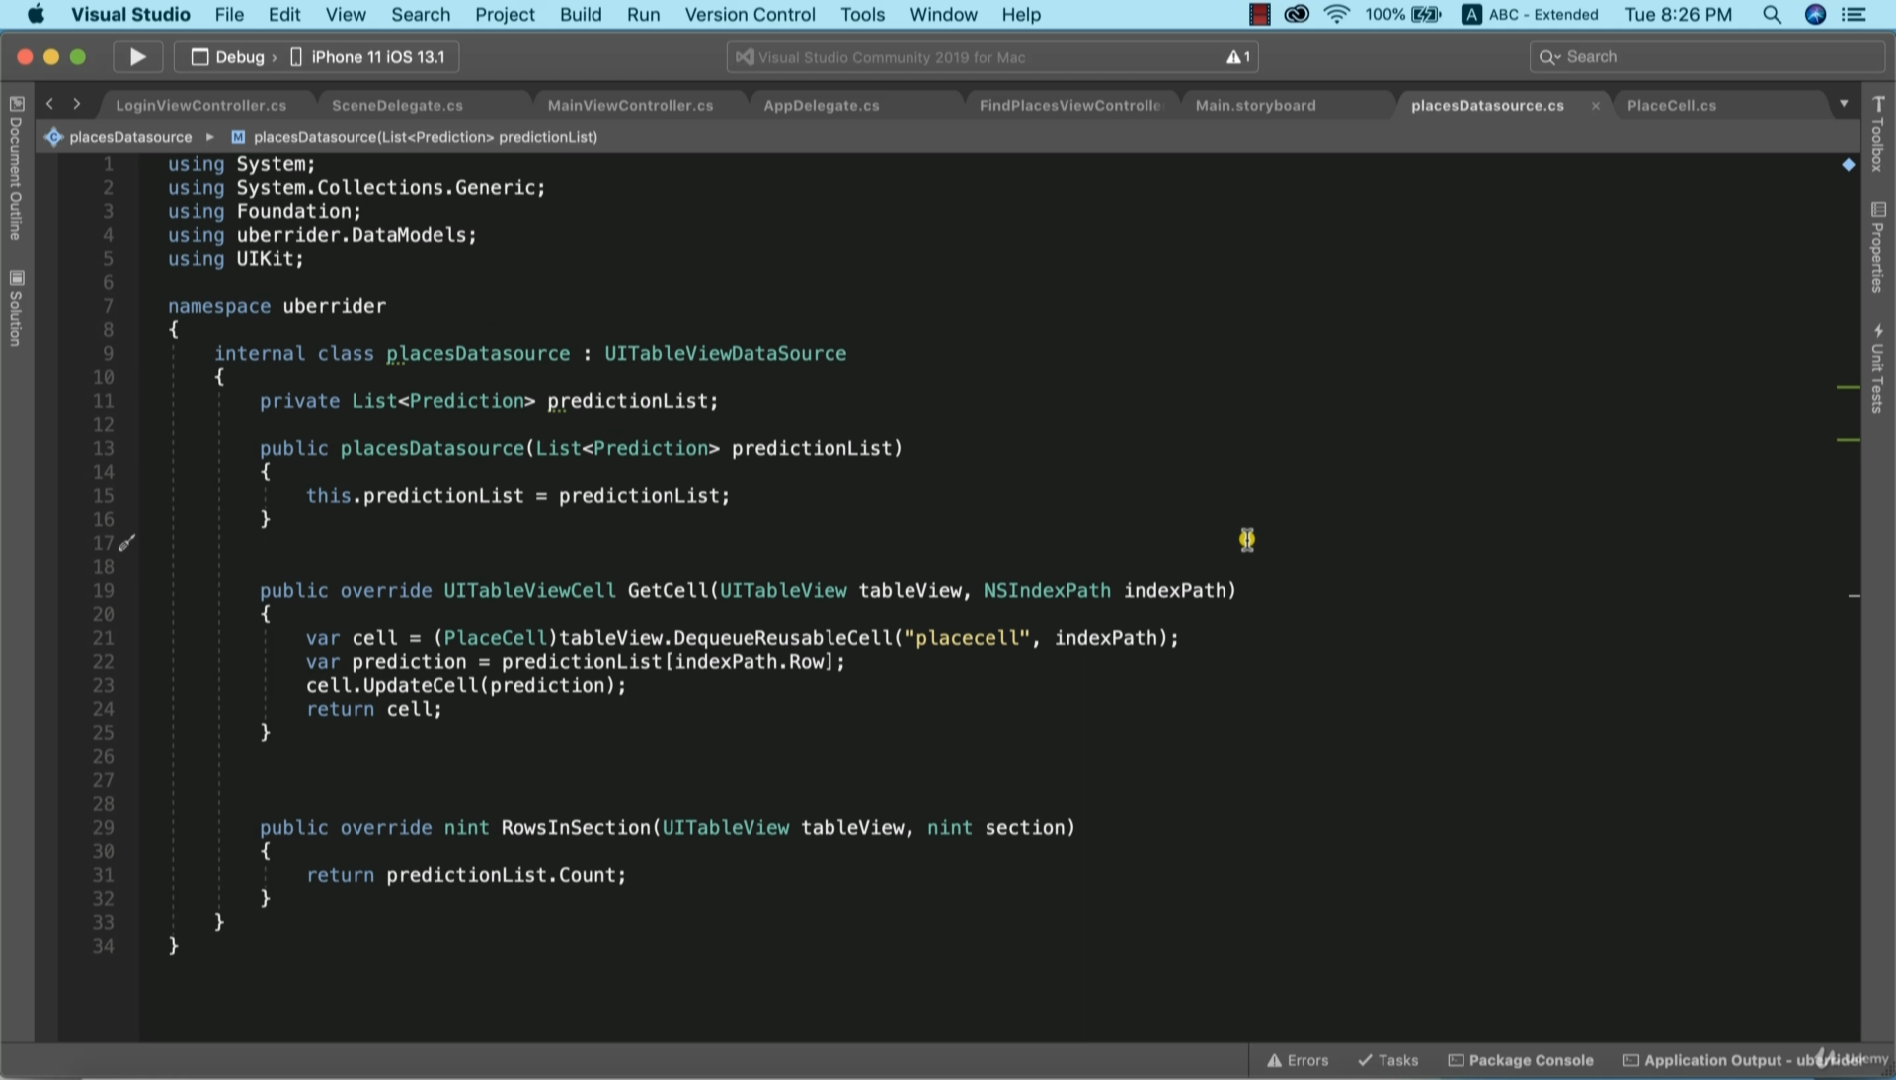 Visual Studio File Edit View Search Project Build Run Version Control Tools Window Help 100% A ABC - Extended Tue 8:26 PM
Debug › iPhone 11 iOS 13.1 Visual Studio Community 2019 for Mac 1 Search
LoginViewController.cs SceneDelegate.cs MainViewController.cs AppDelegate.cs FindPlacesViewControlle Main.storyboard placesDatasource.cs × PlaceCell.cs
placesDatasource ▸ M placesDatasource(List<Prediction> predictionList)
Document Outline
Solution
Toolbox
Properties
Unit Tests
1 using System;
2 using System.Collections.Generic;
3 using Foundation;
4 using uberrider.DataModels;
5 using UIKit;
6
7 namespace uberrider
8 {
9 internal class placesDatasource : UITableViewDataSource
10 {
11 private List<Prediction> predictionList;
12
13 public placesDatasource(List<Prediction> predictionList)
14 {
15 this.predictionList = predictionList;
16 }
17
18
19 public override UITableViewCell GetCell(UITableView tableView, NSIndexPath indexPath)
20 {
21 var cell = (PlaceCell)tableView.DequeueReusableCell("placecell", indexPath);
22 var prediction = predictionList[indexPath.Row];
23 cell.UpdateCell(prediction);
24 return cell;
25 }
26
27
28
29 public override nint RowsInSection(UITableView tableView, nint section)
30 {
31 return predictionList.Count;
32 }
33 }
34 }
Errors Tasks Package Console Application Output -